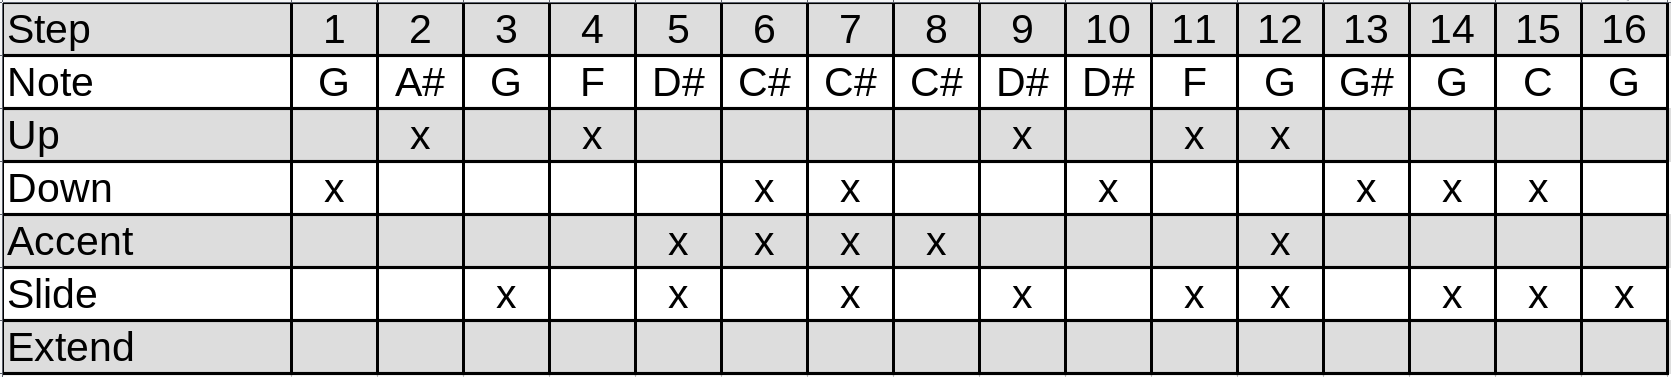 Step 1 2 3 4 5 6 7 8 9 10 11 12 13 14 15 16
Note G A# G F D# C# C# C# D# D# F G G# G C G
Up x x x x x
Down x x x x x x x
Accent x x x x x
Slide x x x x x x x x x
Extend